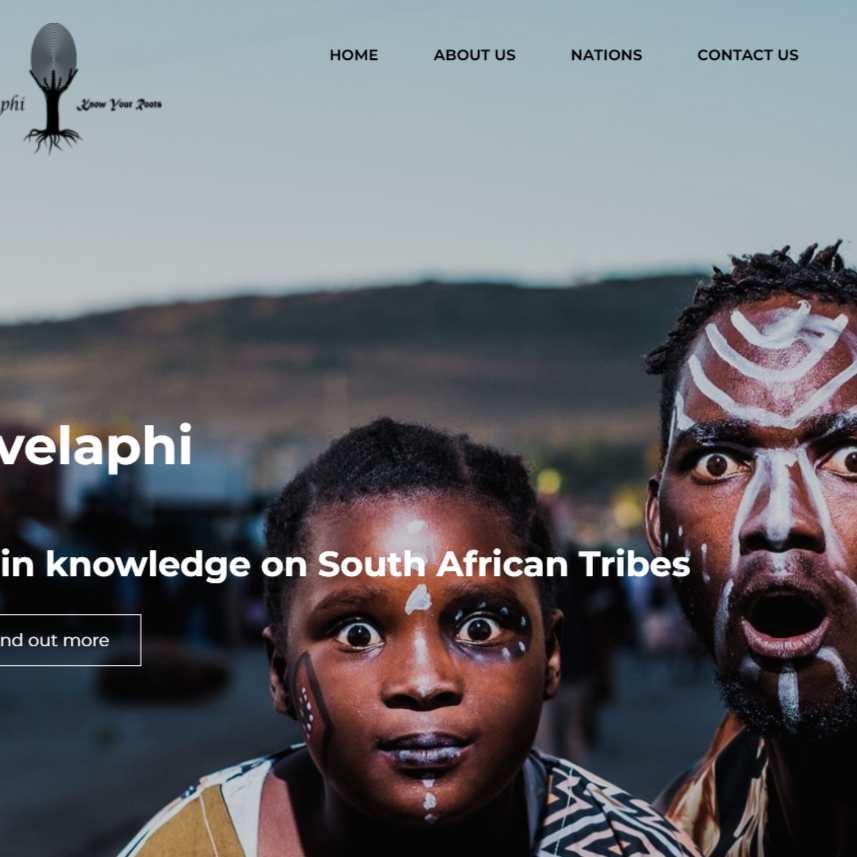 HOME ABOUT US NATIONS CONTACT US
phi Know Your Roots
velaphi
in knowledge on South African Tribes
nd out more